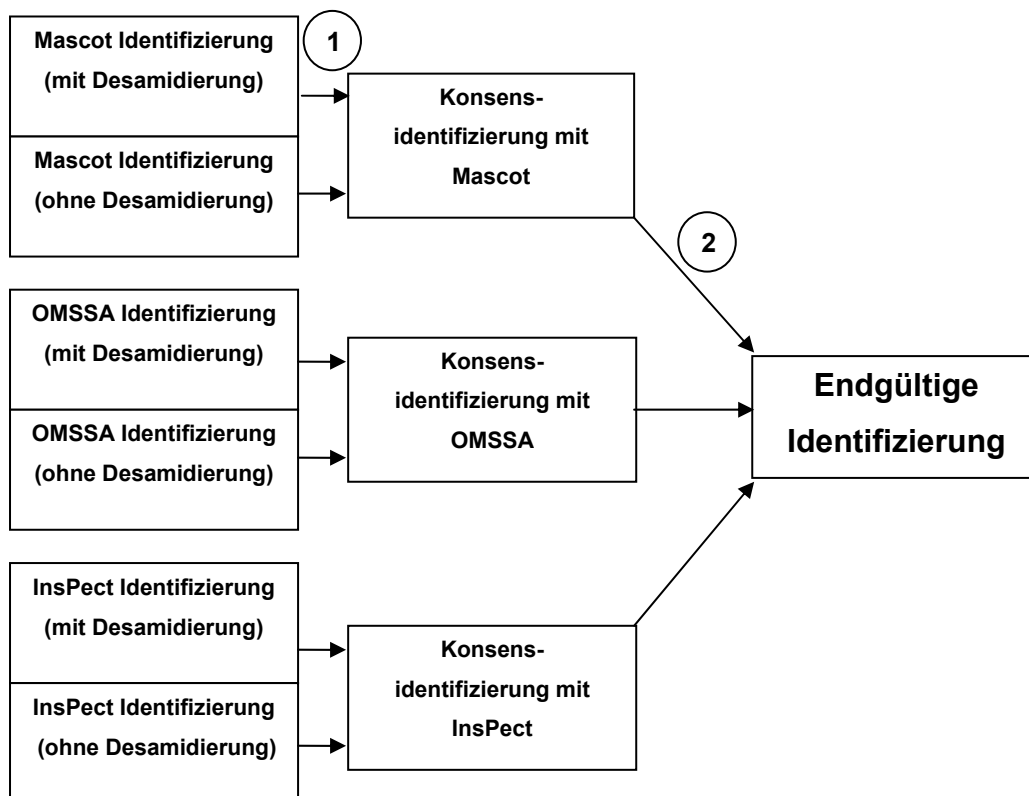 Mascot Identifizierung
(mit Desamidierung)
1
Mascot Identifizierung
(ohne Desamidierung)
Konsens-
identifizierung mit
Mascot
2
OMSSA Identifizierung
(mit Desamidierung)
OMSSA Identifizierung
(ohne Desamidierung)
Konsens-
identifizierung mit
OMSSA
Endgültige
Identifizierung
InsPect Identifizierung
(mit Desamidierung)
InsPect Identifizierung
(ohne Desamidierung)
Konsens-
identifizierung mit
InsPect